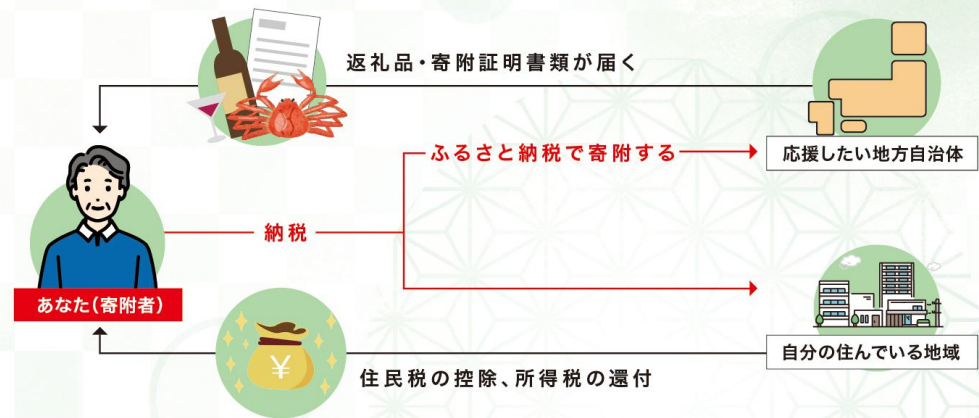 返礼品・寄附証明書類が届く
ふるさと納税で寄附する
応援したい地方自治体
納税
あなた(寄附者)
¥
自分の住んでいる地域
住民税の控除、所得税の還付